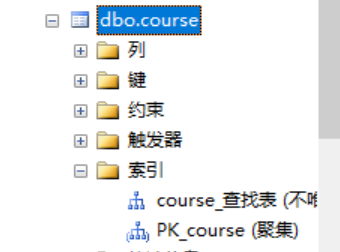 dbo.course
列
键
约束
触发器
索引
course_查找表 (不唯
PK_course (聚集)